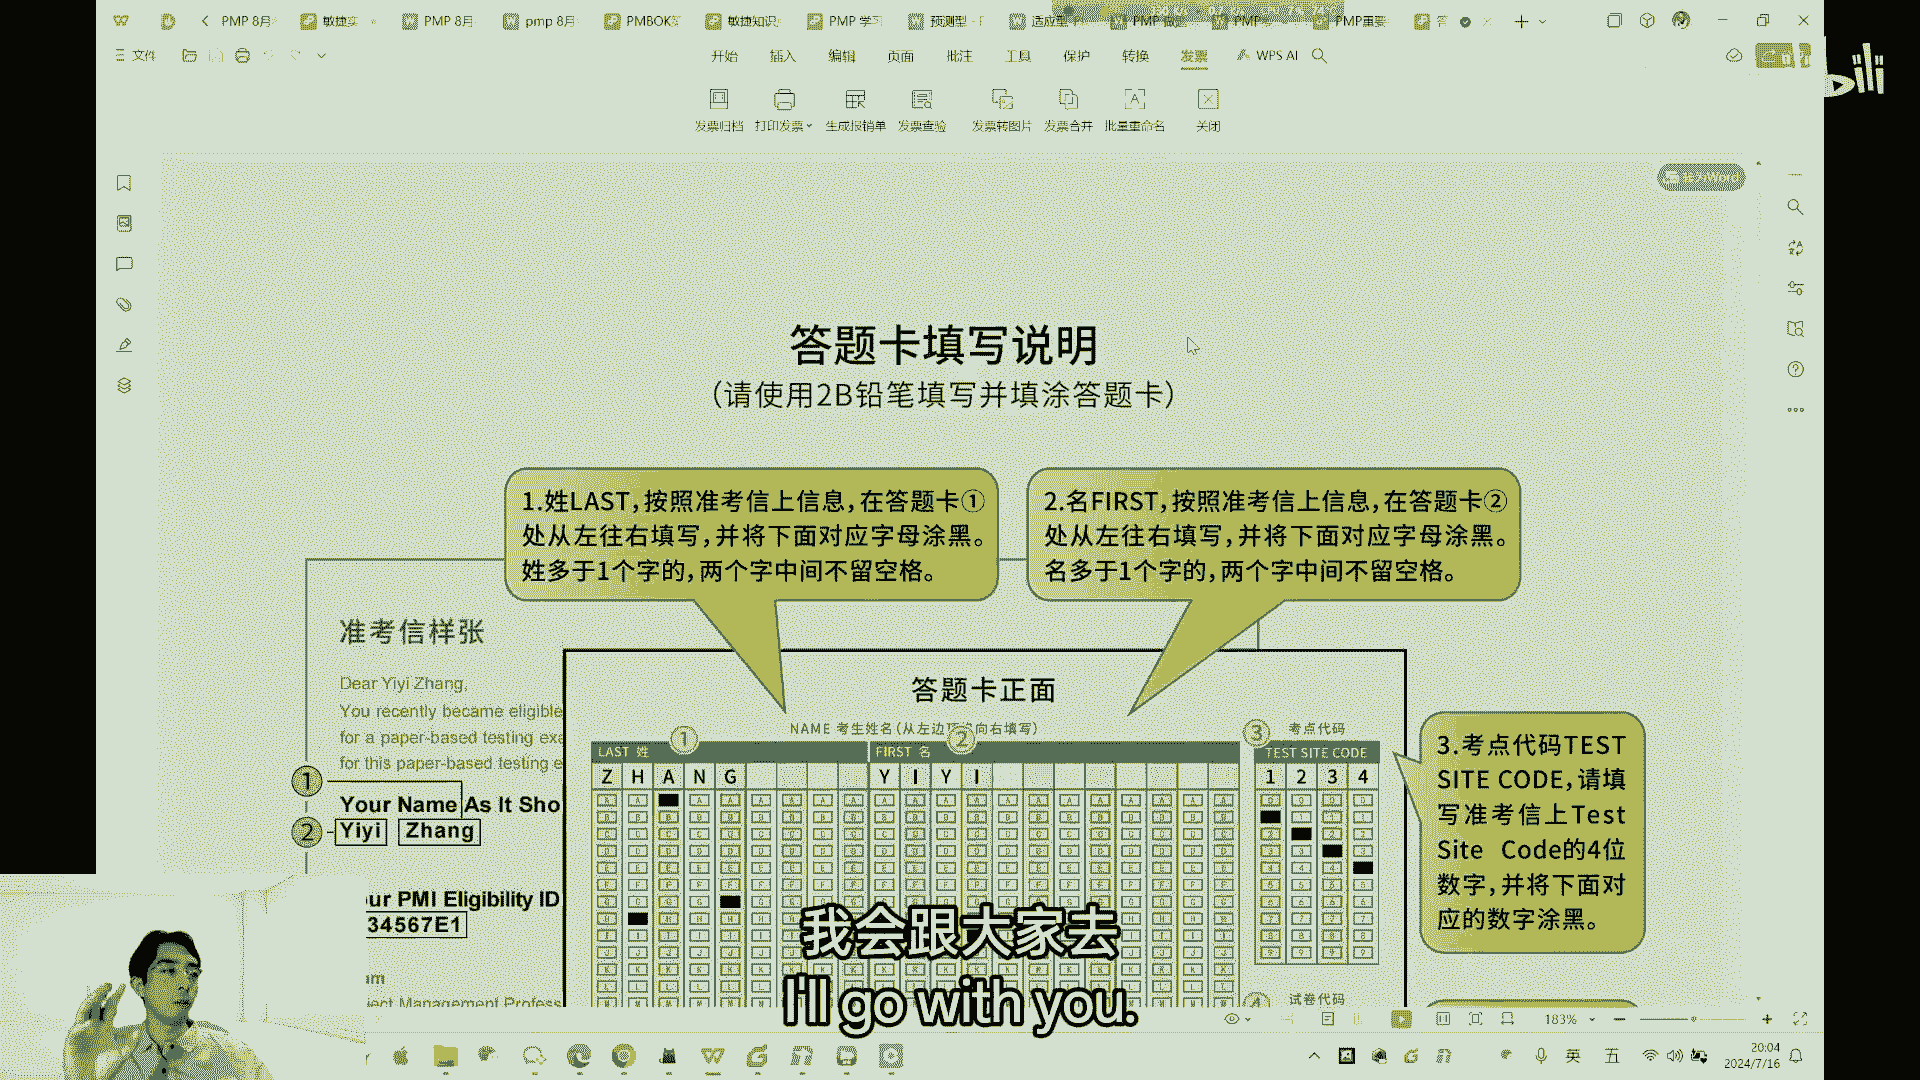 PMP 8月
敏捷实
PMP 8月
pmp 8月
PMBOK
敏捷知识
PMP 学习
预测型 -
适应型
PMP
PMP
PMP重要
答
文件
开始 插入 编辑 页面 批注 工具 保护 转换 发票 WPS AI
发票归档 打印发票 生成报销单 发票查验 发票转图片 发票合并 批量重命名 关闭
转为Word
答题卡填写说明
（请使用2B铅笔填写并填涂答题卡）
1.姓LAST，按照准考信上信息，在答题卡①
处从左往右填写，并将下面对应字母涂黑。
姓多于1个字的，两个字中间不留空格。
2.名FIRST，按照准考信上信息，在答题卡②
处从左往右填写，并将下面对应字母涂黑。
名多于1个字的，两个字中间不留空格。
准考信样张
Dear Yiyi Zhang,
You recently became eligible
for a paper-based testing exa
for this paper-based testing e
①
Your Name As It Sho
②
Yiyi Zhang
ur PMI Eligibility ID
34567E1
am
ject Management Profess
答题卡正面
NAME 考生姓名（从左边顶格向右填写）
LAST 姓 ① FIRST 名 ②
Z H A N G Y I Y I
③ 考点代码
TEST SITE CODE
1 2 3 4
3.考点代码TEST
SITE CODE，请填
写准考信上Test
Site Code的4位
数字，并将下面对
应的数字涂黑。
④ 试卷代码
我会跟大家去
I'll go with you.
183%
英 五
20:04
2024/7/16
bili